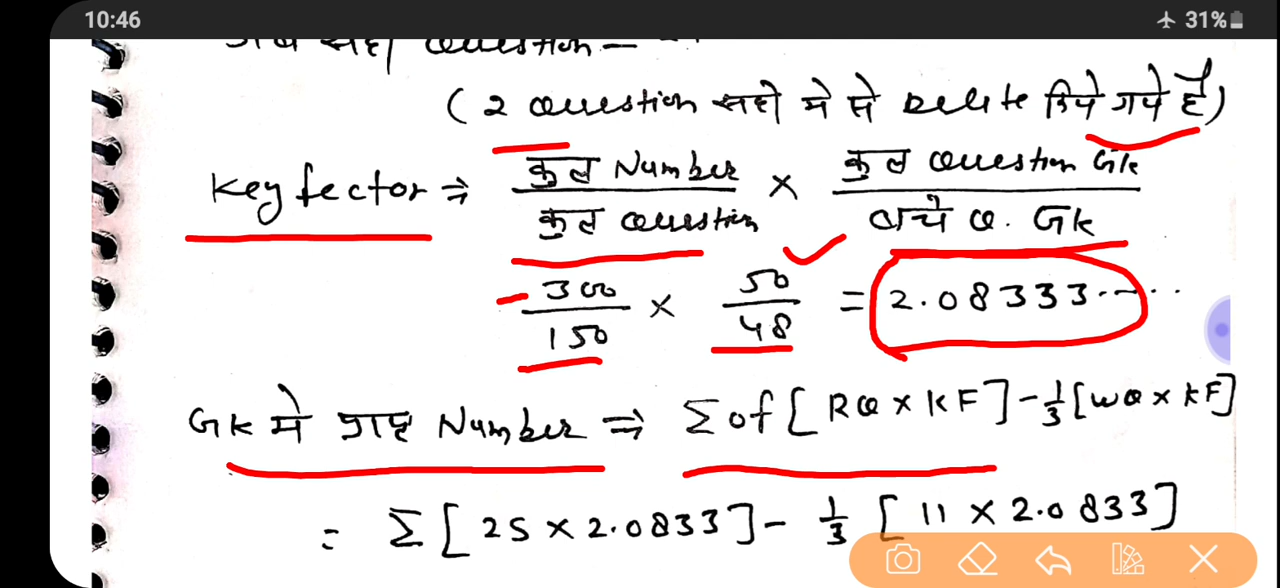 10:46 31%
Question—
( 2 Question सही मे से Delite किये गये है )
Key fector ⇒ कुल Number / कुल Question × कुल Question Gk / बचे Q. Gk
300/150 × 50/48 = 2.08333.....
Gk मे प्राप्त Number ⇒ Σ of [ RQ × KF ] - 1/3 [ WQ × KF ]
= Σ [ 25 × 2.0833 ] - 1/3 [ 11 × 2.0833 ]